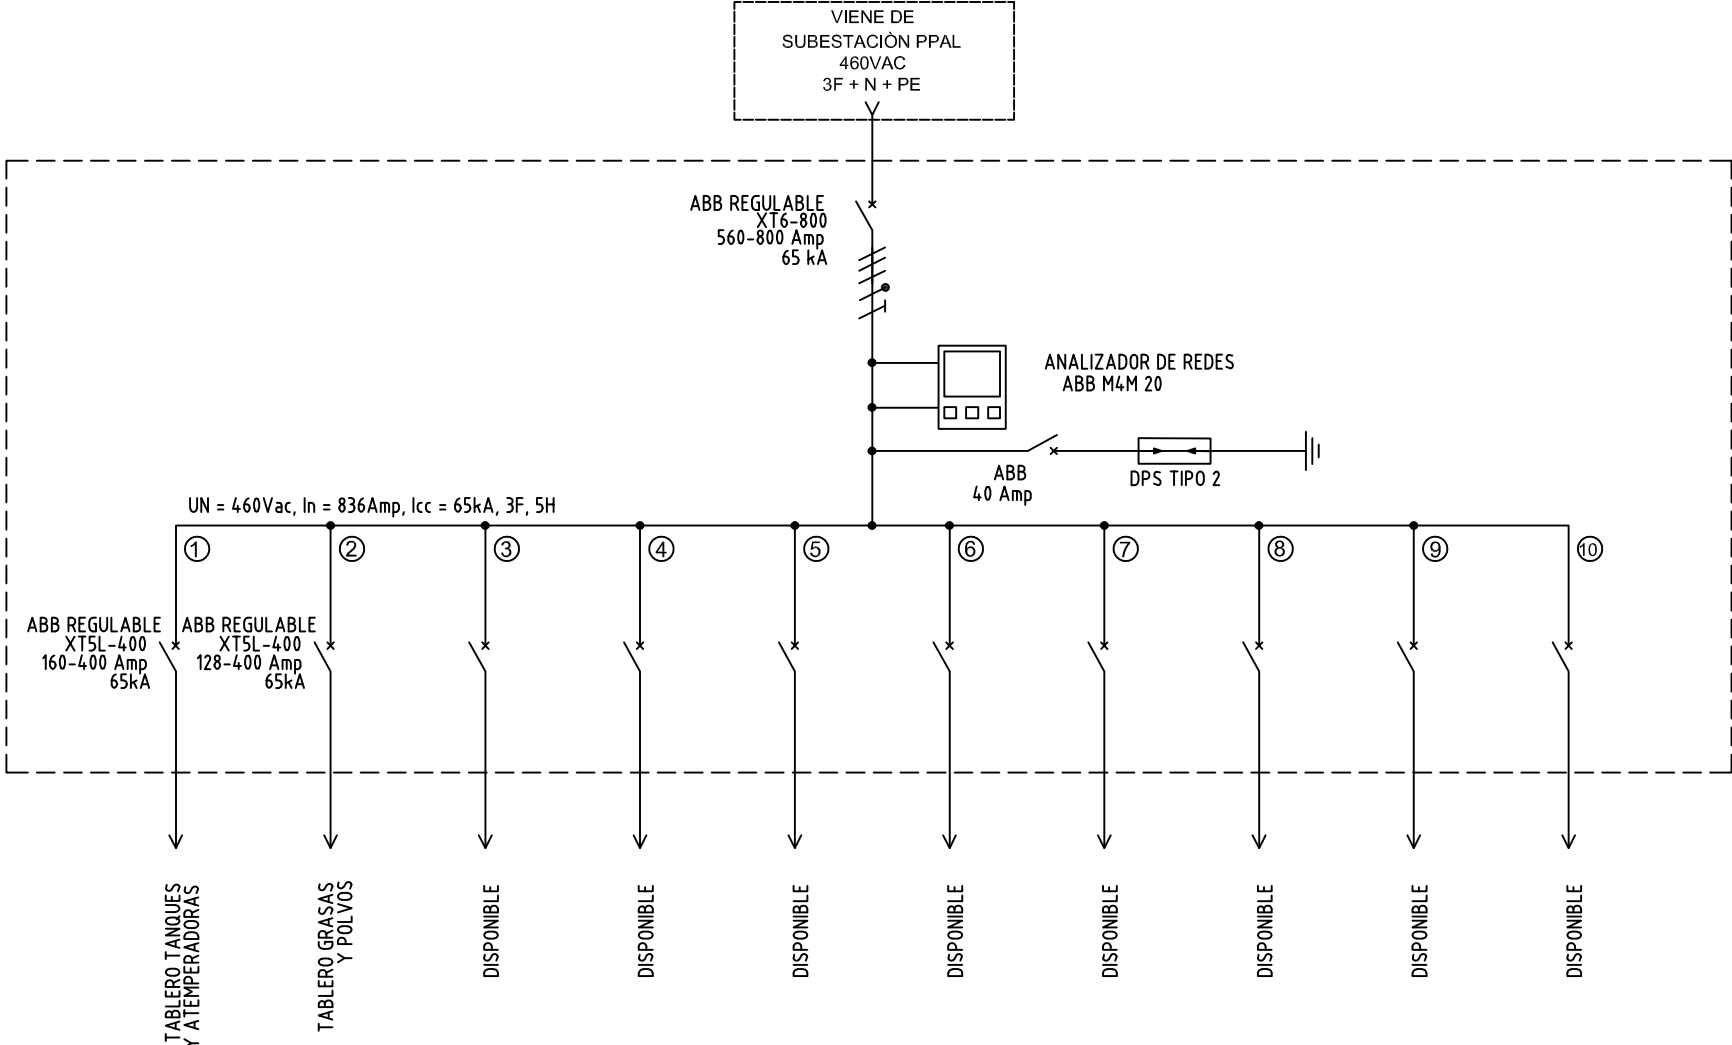 VIENE DE
SUBESTACIÒN PPAL
460VAC
3F + N + PE
ABB REGULABLE
XT6-800
560-800 Amp
65 kA
ANALIZADOR DE REDES
ABB M4M 20
ABB
40 Amp
DPS TIPO 2
UN = 460Vac, In = 836Amp, Icc = 65kA, 3F, 5H
1
2
3
4
5
6
7
8
9
10
ABB REGULABLE
XT5L-400
160-400 Amp
65kA
ABB REGULABLE
XT5L-400
128-400 Amp
65kA
TABLERO TANQUES
Y ATEMPERADORAS
TABLERO GRASAS
Y POLVOS
DISPONIBLE
DISPONIBLE
DISPONIBLE
DISPONIBLE
DISPONIBLE
DISPONIBLE
DISPONIBLE
DISPONIBLE